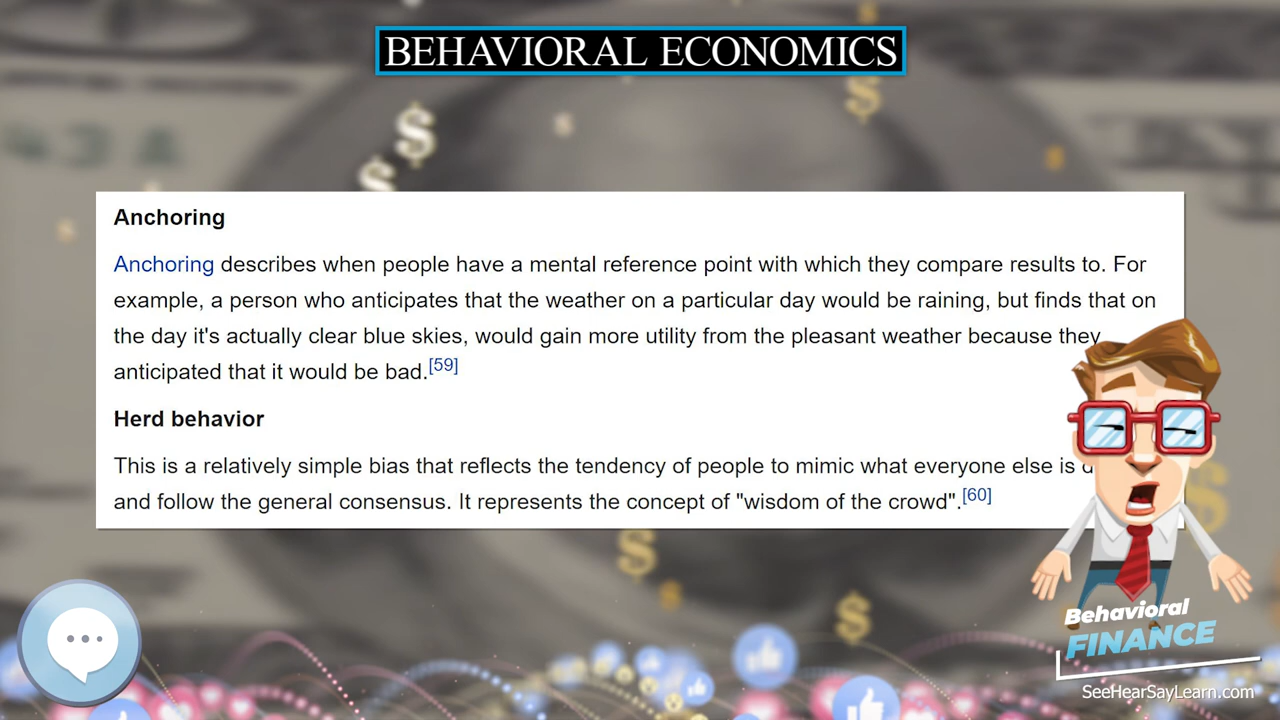 BEHAVIORAL ECONOMICS
Anchoring
Anchoring describes when people have a mental reference point with which they compare results to. For
example, a person who anticipates that the weather on a particular day would be raining, but finds that on
the day it's actually clear blue skies, would gain more utility from the pleasant weather because they
anticipated that it would be bad.[59]
Herd behavior
This is a relatively simple bias that reflects the tendency of people to mimic what everyone else is
and follow the general consensus. It represents the concept of "wisdom of the crowd".[60]
Behavioral
FINANCE
SeeHearSayLearn.com